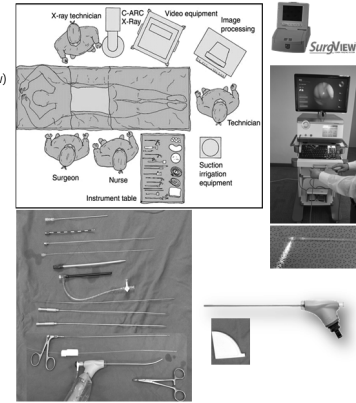 X-ray technician
C-ARC
X-Ray
Video equipment
Image
processing
Technician
Surgeon
Nurse
Instrument table
Suction
irrigation
equipment
SurgVIEW